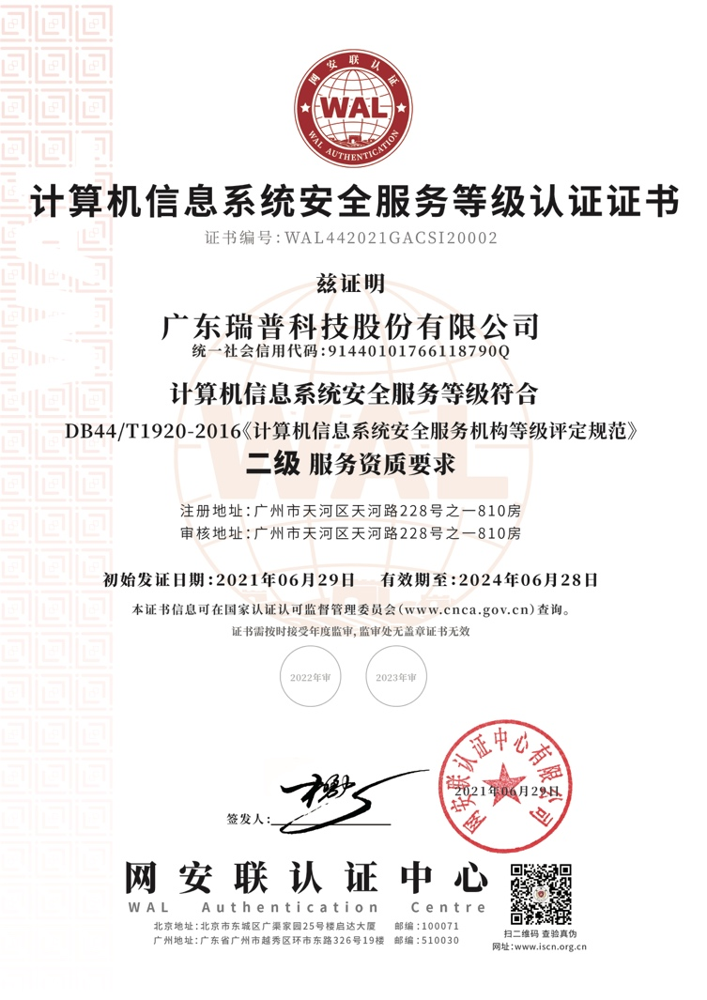 网安联认证
WAL
WAL AUTHENTICATION
计算机信息系统安全服务等级认证证书
证书编号:WAL442021GACSI20002
兹证明
广东瑞普科技股份有限公司
统一社会信用代码:91440101766118790Q
计算机信息系统安全服务等级符合
DB44/T1920-2016《计算机信息系统安全服务机构等级评定规范》
二级 服务资质要求
注册地址:广州市天河区天河路228号之一810房
审核地址:广州市天河区天河路228号之一810房
初始发证日期:2021年06月29日 有效期至:2024年06月28日
本证书信息可在国家认证认可监督管理委员会(www.cnca.gov.cn)查询。
证书需按时接受年度监审,监审处无盖章证书无效
2022年审 2023年审
网安联认证中心有限公司
2021年06月29日
签发人:
网安联认证中心
WAL Authentication Centre
北京地址:北京市东城区广渠家园25号楼启达大厦 邮编:100071
广州地址:广东省广州市越秀区环市东路326号19楼 邮编:510030
扫二维码 查验真伪
网址:www.iscn.org.cn